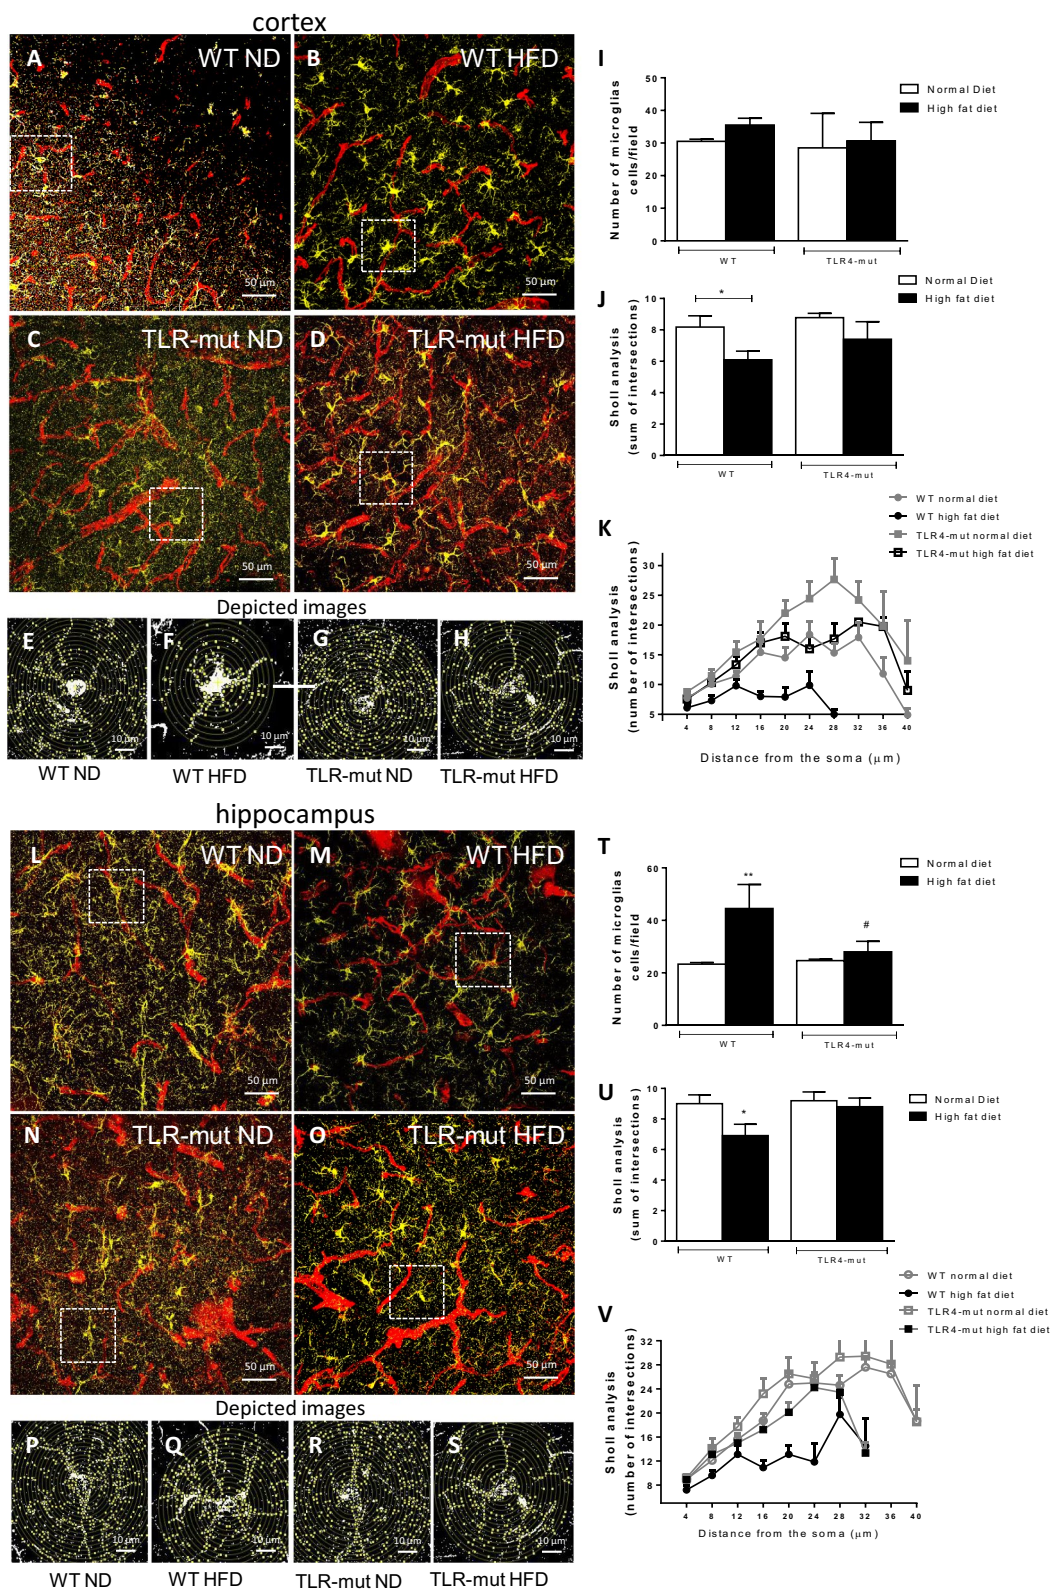 cortex
A WT ND
B WT HFD
C TLR-mut ND
D TLR-mut HFD
50 µm
50 µm
50 µm
50 µm
Depicted images
E
F
G
H
10 µm
10 µm
10 µm
10 µm
WT ND
WT HFD
TLR-mut ND
TLR-mut HFD
I
Number of microglias
cells/field
50
40
30
20
10
0
WT
TLR4-mut
Normal Diet
High fat diet
J
Sholl analysis
(sum of intersections)
10
8
6
4
2
0
*
WT
TLR4-mut
Normal Diet
High fat diet
K
WT normal diet
WT high fat diet
TLR4-mut normal diet
TLR4-mut high fat diet
Sholl analysis
(number of intersections)
30
25
20
15
10
5
4 8 12 16 20 24 28 32 36 40
Distance from the soma (µm)
hippocampus
L WT ND
M WT HFD
N TLR-mut ND
O TLR-mut HFD
50 µm
50 µm
50 µm
50 µm
Depicted images
P
Q
R
S
10 µm
10 µm
10 µm
10 µm
WT ND
WT HFD
TLR-mut ND
TLR-mut HFD
T
Number of microglias
cells/field
60
40
20
0
**
#
WT
TLR4-mut
Normal diet
High fat diet
U
Sholl analysis
(sum of intersections)
10
8
6
4
2
0
*
WT
TLR4-mut
Normal Diet
High fat diet
V
WT normal diet
WT high fat diet
TLR4-mut normal diet
TLR4-mut high fat diet
Sholl analysis
(number of intersections)
32
28
24
20
16
12
8
4 8 12 16 20 24 28 32 36 40
Distance from the soma (µm)